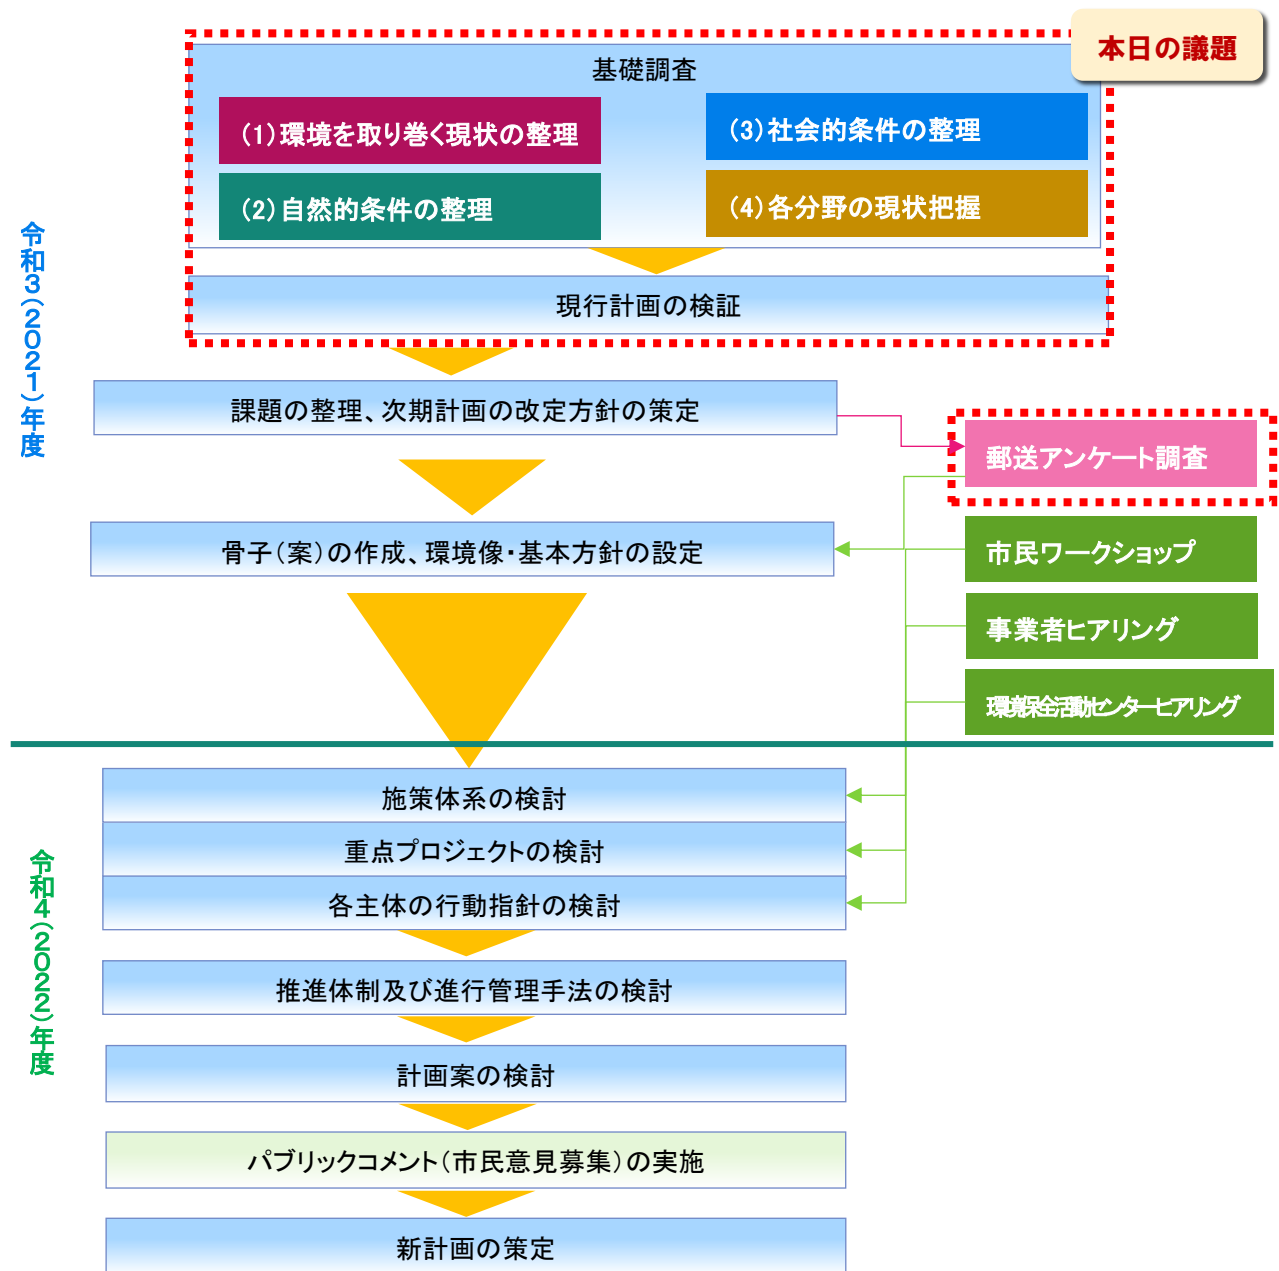 本日の議題
基礎調査
(1)環境を取り巻く現状の整理
(3)社会的条件の整理
(2)自然的条件の整理
(4)各分野の現状把握
現行計画の検証
令和3(2021)年度
課題の整理、次期計画の改定方針の策定
郵送アンケート調査
骨子(案)の作成、環境像・基本方針の設定
市民ワークショップ
事業者ヒアリング
環境保全活動センターヒアリング
令和4(2022)年度
施策体系の検討
重点プロジェクトの検討
各主体の行動指針の検討
推進体制及び進行管理手法の検討
計画案の検討
パブリックコメント(市民意見募集)の実施
新計画の策定